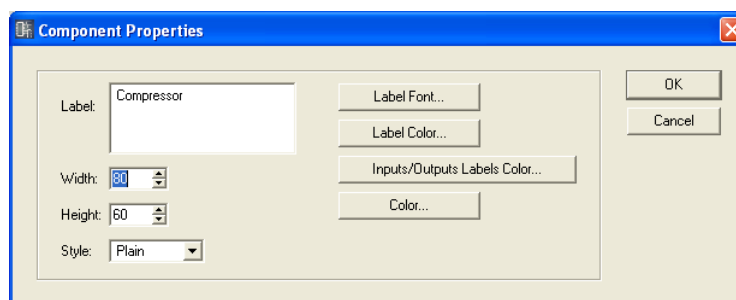 Component Properties
Label:
Compressor
Label Font...
OK
Label Color...
Cancel
Width: 80
Inputs/Outputs Labels Color...
Height: 60
Color...
Style: Plain